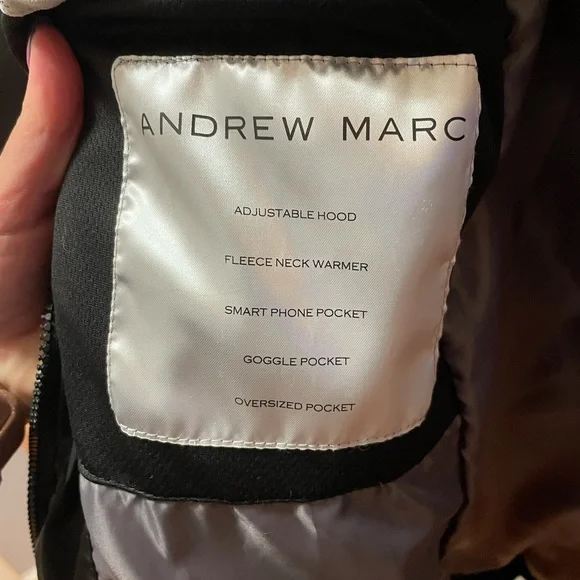 ANDREW MARC
ADJUSTABLE HOOD
FLEECE NECK WARMER
SMART PHONE POCKET
GOGGLE POCKET
OVERSIZED POCKET